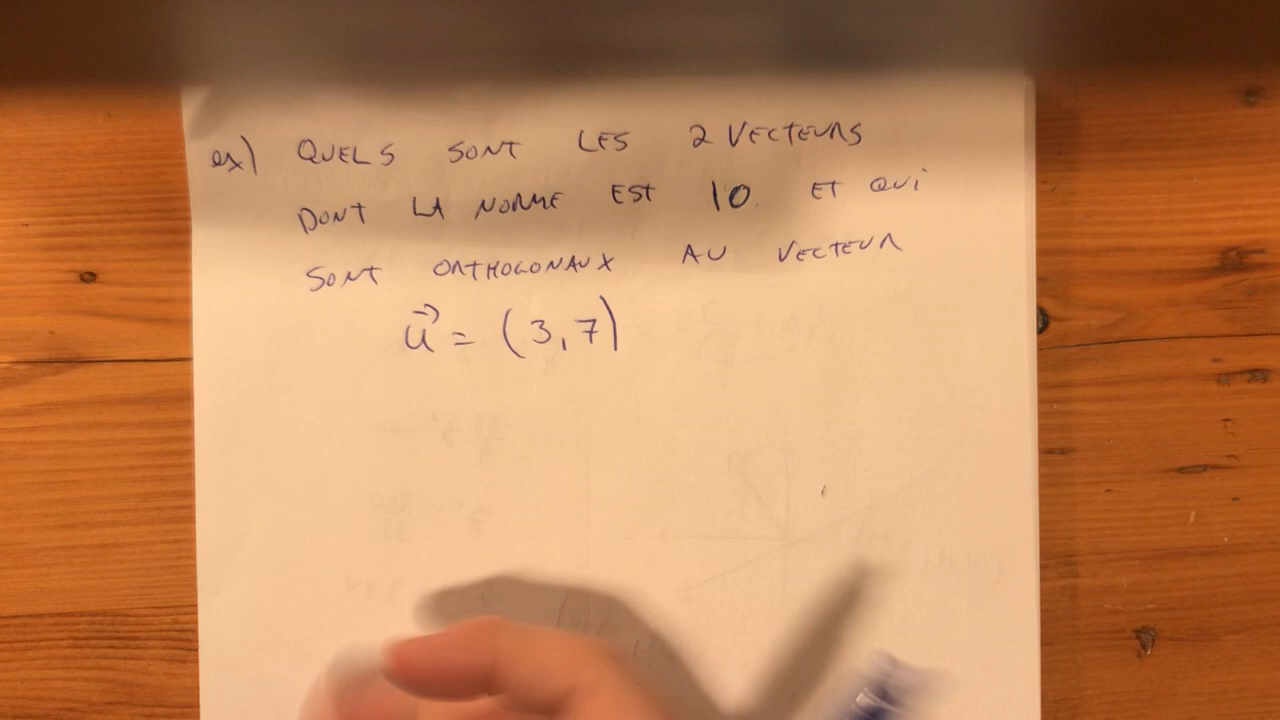 ex) QUELS SONT LES 2 VECTEURS
DONT LA NORME EST 10 ET QUi
SONT ORTHOGONAUX AU VECTEUR
u⃗ = (3,7)